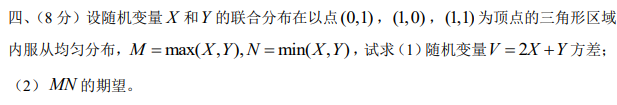 四、(8 分) 设随机变量 X 和 Y 的联合分布在以点 (0,1), (1,0), (1,1) 为顶点的三角形区域
内服从均匀分布, M = max(X,Y), N = min(X,Y), 试求 (1) 随机变量 V = 2X + Y 方差;
(2) MN 的期望。